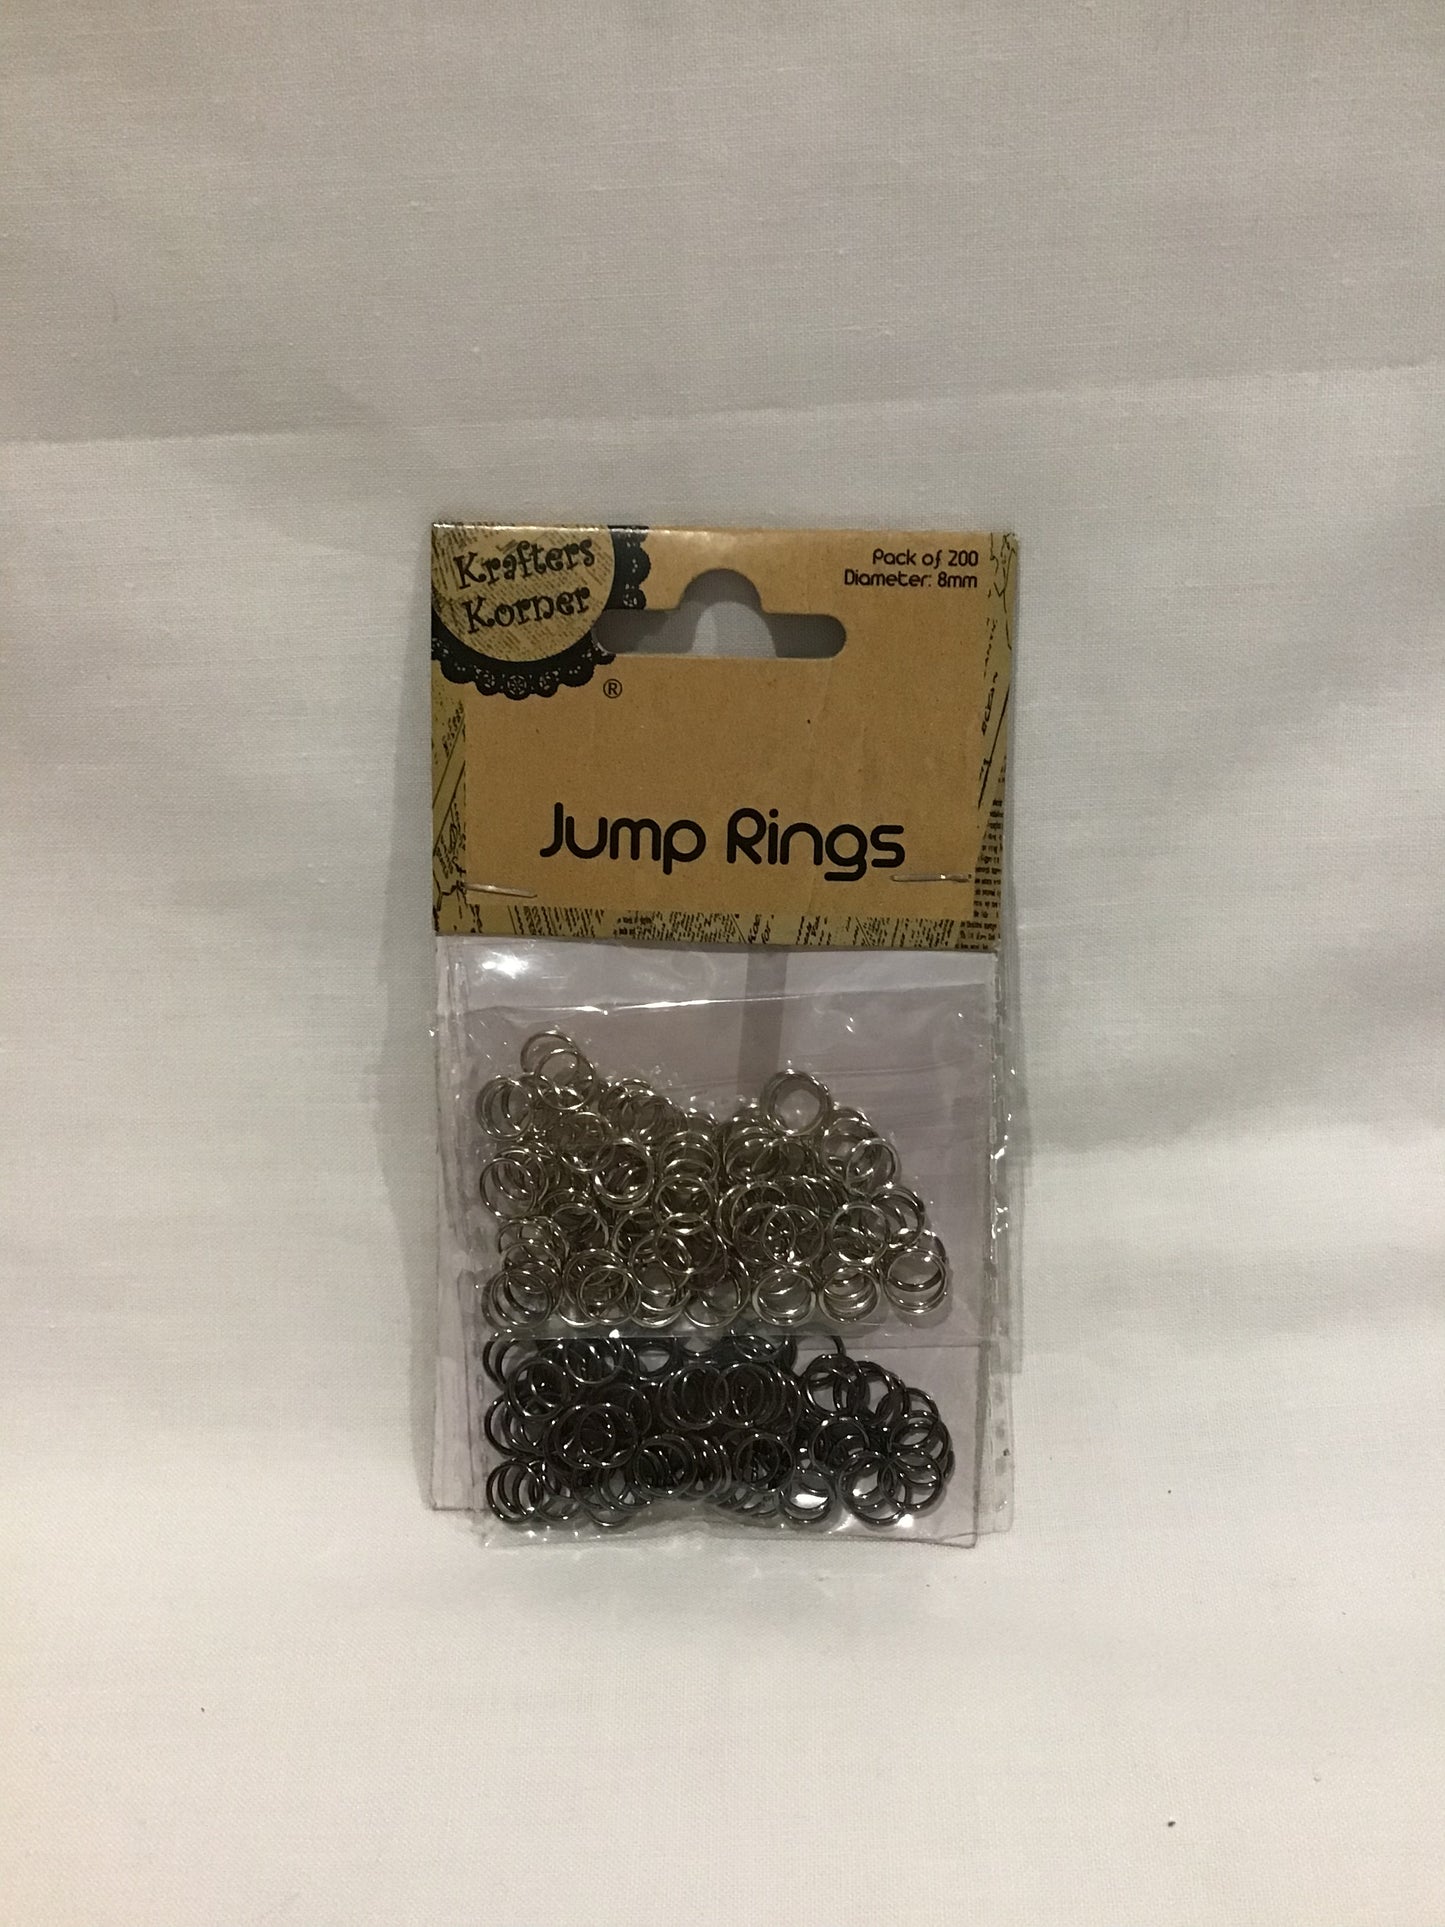 Krafters
Korner
®
Pack of 200
Diameter: 8mm
Jump Rings